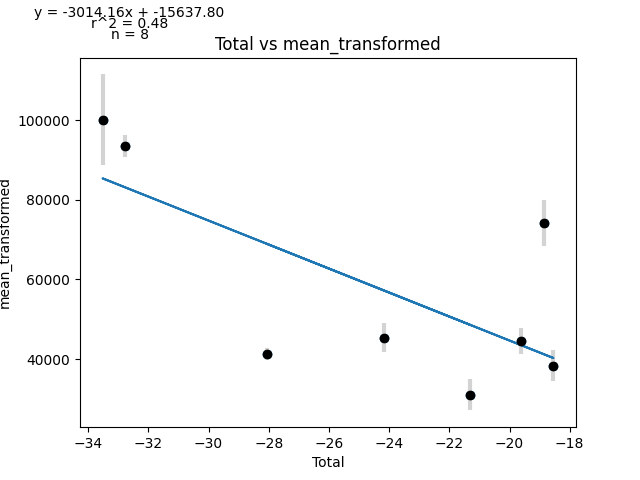 y = -3014.16x + -15637.80
r^2 = 0.48
n = 8
Total vs mean_transformed
mean_transformed
100000
80000
60000
40000
−34 −32 −30 −28 −26 −24 −22 −20 −18
Total